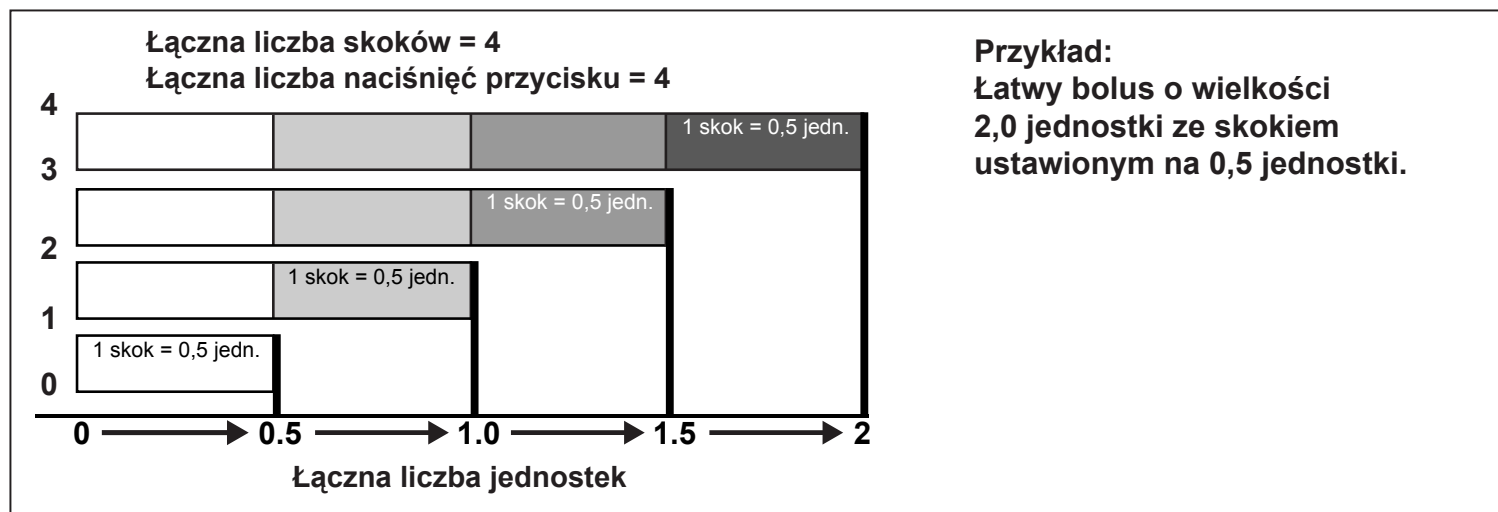 Łączna liczba skoków = 4
Łączna liczba naciśnięć przycisku = 4
4
1 skok = 0,5 jedn.
3
1 skok = 0,5 jedn.
2
1 skok = 0,5 jedn.
1
1 skok = 0,5 jedn.
0
0 0.5 1.0 1.5 2
Łączna liczba jednostek
Przykład:
Łatwy bolus o wielkości
2,0 jednostki ze skokiem
ustawionym na 0,5 jednostki.